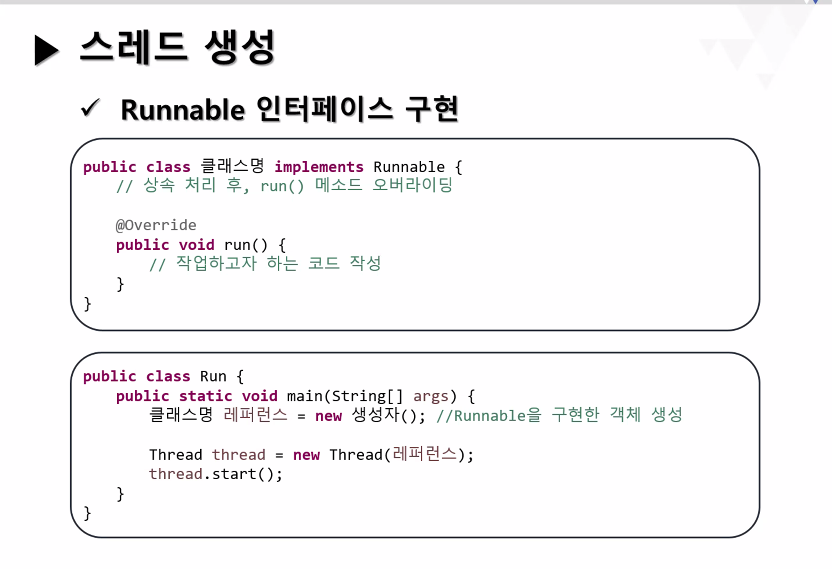 ▶ 스레드 생성
✓ Runnable 인터페이스 구현
public class 클래스명 implements Runnable {
// 상속 처리 후, run() 메소드 오버라이딩
@Override
public void run() {
// 작업하고자 하는 코드 작성
}
}
public class Run {
public static void main(String[] args) {
클래스명 레퍼런스 = new 생성자(); //Runnable을 구현한 객체 생성
Thread thread = new Thread(레퍼런스);
thread.start();
}
}